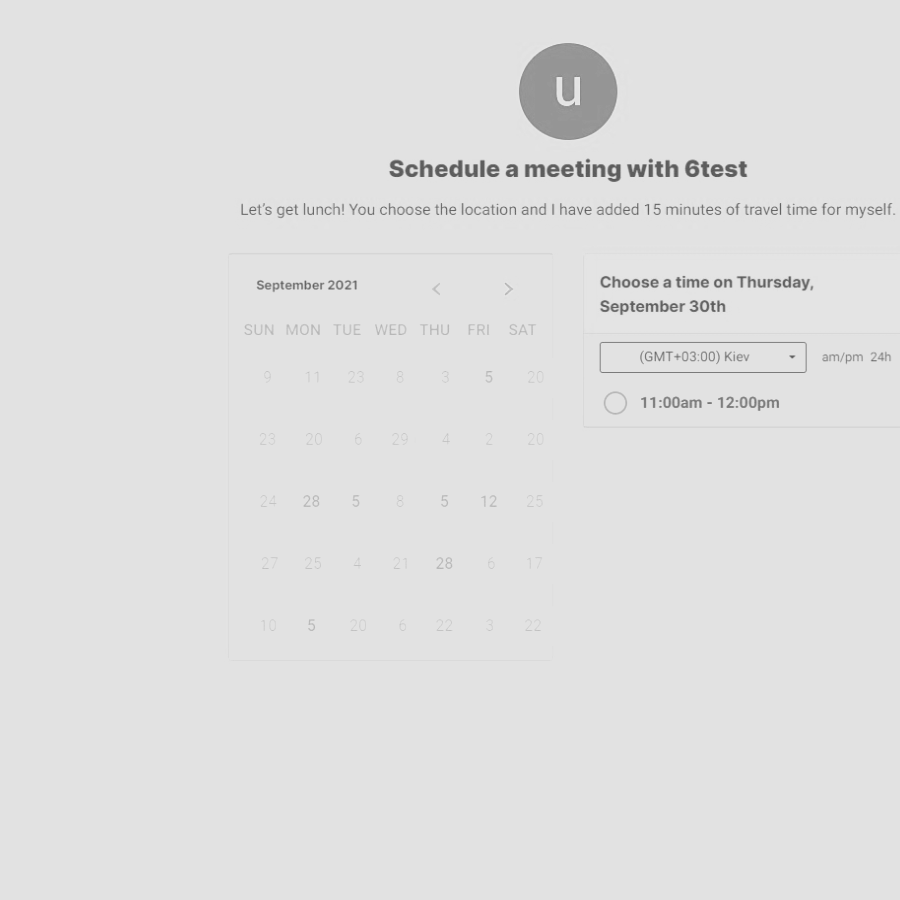 u
Schedule a meeting with 6test
Let's get lunch! You choose the location and I have added 15 minutes of travel time for myself.
September 2021
SUN MON TUE WED THU FRI SAT
9 11 23 8 3 5 20
23 20 6 29 4 2 20
24 28 5 8 5 12 25
27 25 4 21 28 6 17
10 5 20 6 22 3 22
Choose a time on Thursday,
September 30th
(GMT+03:00) Kiev am/pm 24h
11:00am - 12:00pm